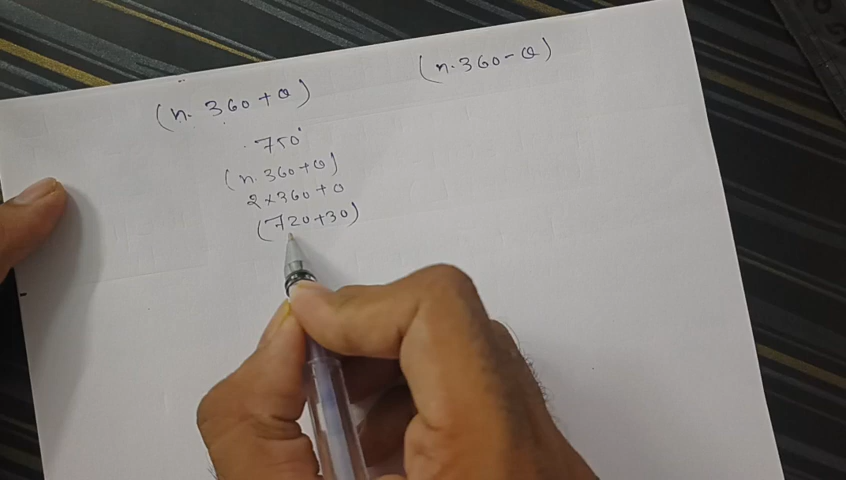 (n. 360 + θ)
(n. 360 - θ)
750°
(n. 360 + θ)
2 × 360 + θ
(720 + 30)